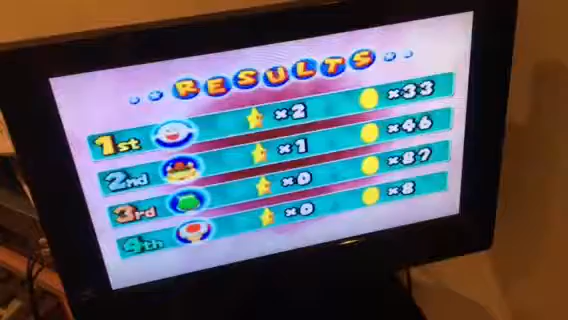 RESULTS
1st ×2 ×33
2nd ×1 ×46
3rd ×0 ×87
4th ×0 ×8